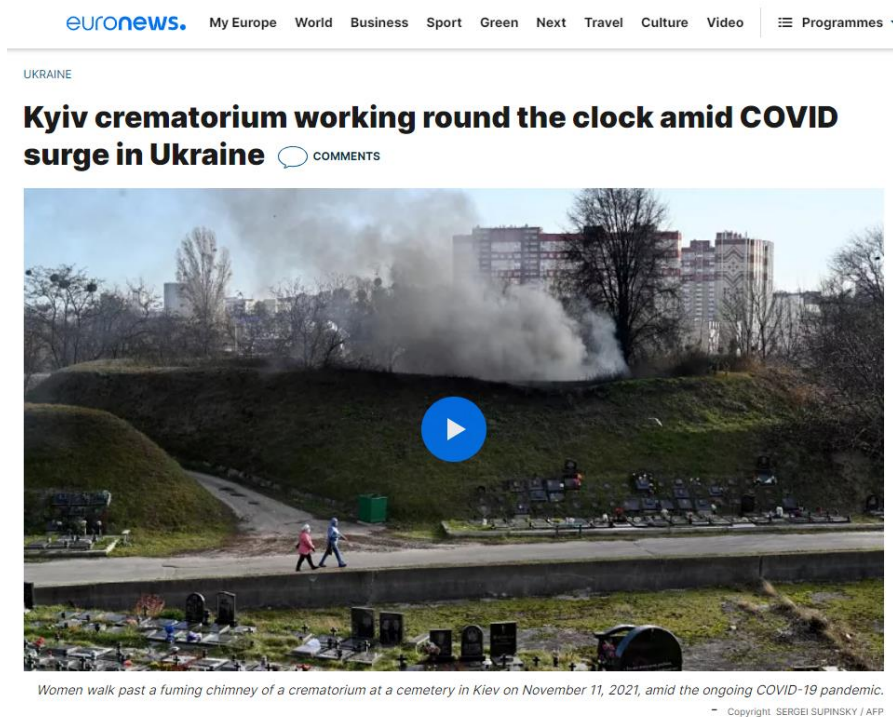 euronews.
My Europe World Business Sport Green Next Travel Culture Video Programmes
UKRAINE
Kyiv crematorium working round the clock amid COVID
surge in Ukraine COMMENTS
Women walk past a fuming chimney of a crematorium at a cemetery in Kiev on November 11, 2021, amid the ongoing COVID-19 pandemic.
- Copyright SERGEI SUPINSKY / AFP